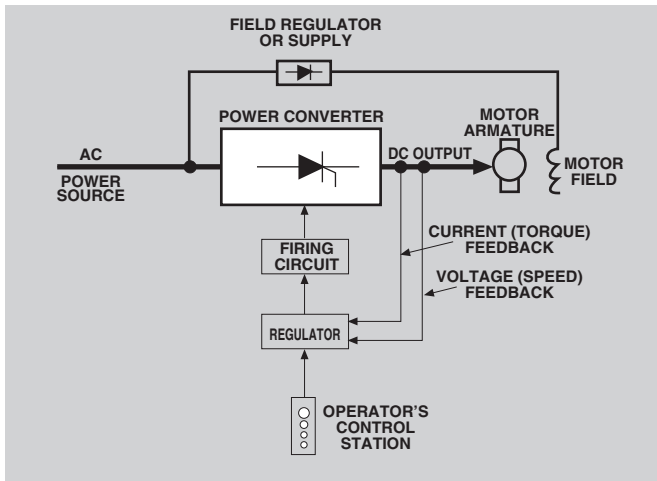 FIELD REGULATOR
OR SUPPLY
POWER CONVERTER
MOTOR
ARMATURE
AC
POWER
SOURCE
DC OUTPUT
MOTOR
FIELD
CURRENT (TORQUE)
FEEDBACK
FIRING
CIRCUIT
VOLTAGE (SPEED)
FEEDBACK
REGULATOR
OPERATOR'S
CONTROL
STATION